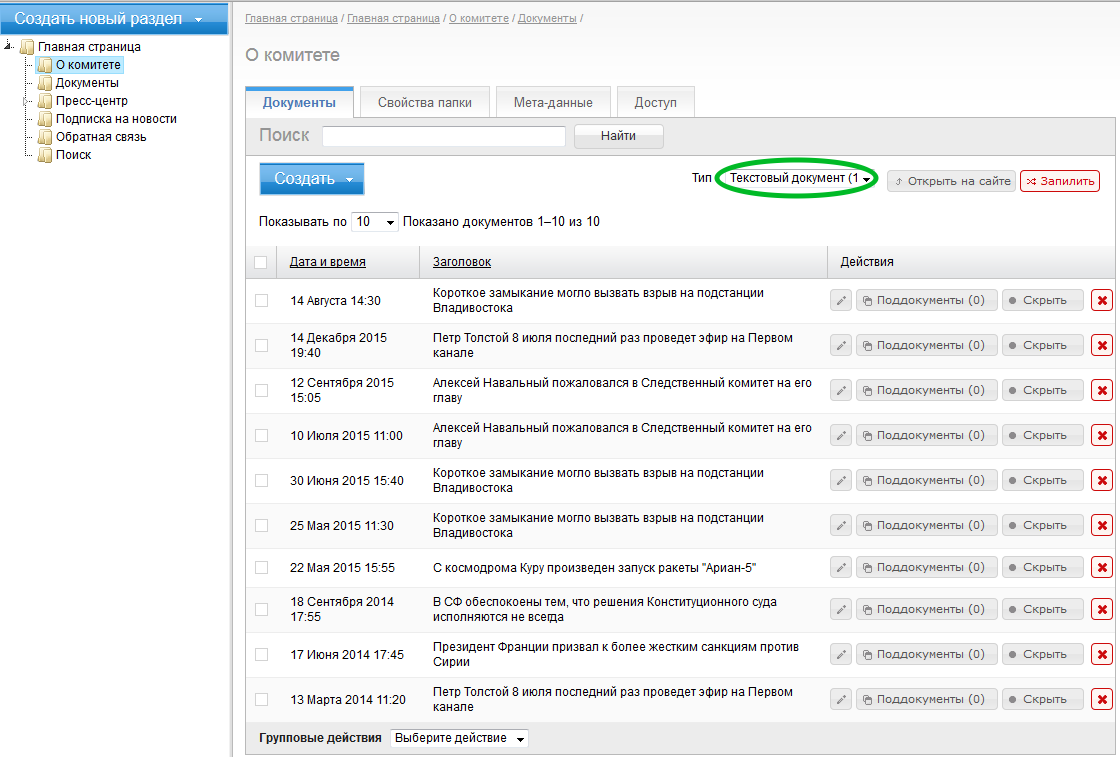 Создать новый раздел
Главная страница
О комитете
Документы
Пресс-центр
Подписка на новости
Обратная связь
Поиск
Главная страница / Главная страница / О комитете / Документы /
О комитете
Документы Свойства папки Мета-данные Доступ
Поиск Найти
Создать Тип Текстовый документ (1 Открыть на сайте Запилить
Показывать по 10 Показано документов 1–10 из 10
Дата и время Заголовок Действия
14 Августа 14:30 Короткое замыкание могло вызвать взрыв на подстанции
Владивостока
Поддокументы (0) Скрыть
14 Декабря 2015
19:40
Петр Толстой 8 июля последний раз проведет эфир на Первом
канале
Поддокументы (0) Скрыть
12 Сентября 2015
15:05
Алексей Навальный пожаловался в Следственный комитет на его
главу
Поддокументы (0) Скрыть
10 Июля 2015 11:00 Алексей Навальный пожаловался в Следственный комитет на его
главу
Поддокументы (0) Скрыть
30 Июня 2015 15:40 Короткое замыкание могло вызвать взрыв на подстанции
Владивостока
Поддокументы (0) Скрыть
25 Мая 2015 11:30 Короткое замыкание могло вызвать взрыв на подстанции
Владивостока
Поддокументы (0) Скрыть
22 Мая 2015 15:55 С космодрома Куру произведен запуск ракеты "Ариан-5" Поддокументы (0) Скрыть
18 Сентября 2014
17:55
В СФ обеспокоены тем, что решения Конституционного суда
исполняются не всегда
Поддокументы (0) Скрыть
17 Июня 2014 17:45 Президент Франции призвал к более жестким санкциям против
Сирии
Поддокументы (0) Скрыть
13 Марта 2014 11:20 Петр Толстой 8 июля последний раз проведет эфир на Первом
канале
Поддокументы (0) Скрыть
Групповые действия Выберите действие